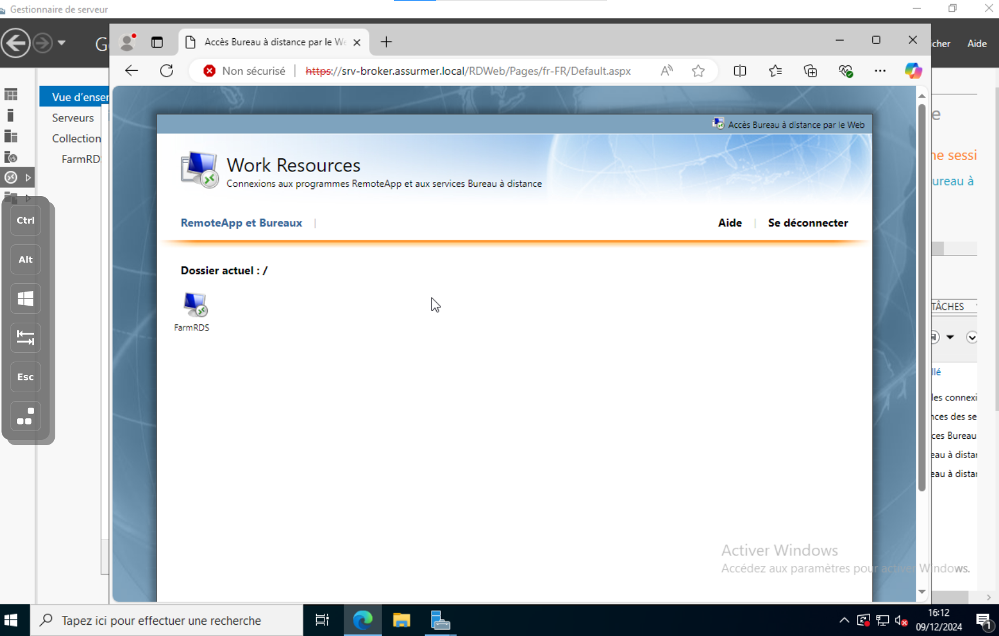 Gestionnaire de serveur
Accès Bureau à distance par le We
cher
Aide
Non sécurisé
https://srv-broker.assurmer.local/RDWeb/Pages/fr-FR/Default.aspx
Vue d'enser
Serveurs
Collection
FarmRD
Accès Bureau à distance par le Web
Work Resources
Connexions aux programmes RemoteApp et aux services Bureau à distance
ne sessi
ureau à
RemoteApp et Bureaux
Aide
Se déconnecter
Ctrl
Alt
Esc
Dossier actuel : /
FarmRDS
TÂCHES
llé
les connexi
nces des se
ces Bureau
eau à distar
eau à distar
Activer Windows
Accédez aux paramètres pour activer Windows.
Tapez ici pour effectuer une recherche
16:12
09/12/2024
1